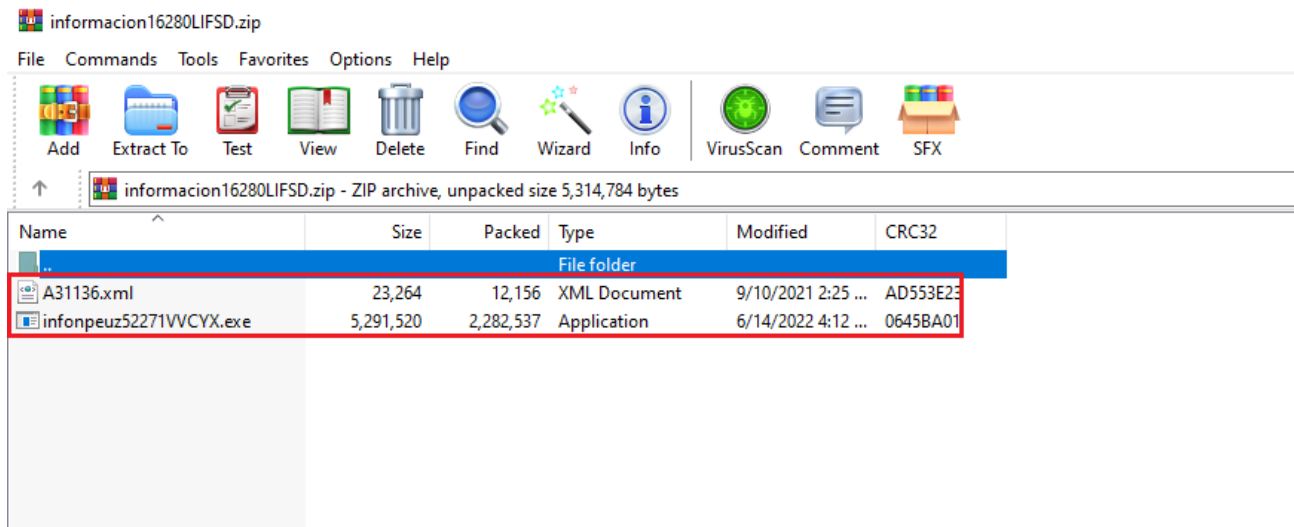 informacion16280LIFSD.zip
File Commands Tools Favorites Options Help
Add Extract To Test View Delete Find Wizard Info VirusScan Comment SFX
informacion16280LIFSD.zip - ZIP archive, unpacked size 5,314,784 bytes
Name Size Packed Type Modified CRC32
.. File folder
A31136.xml 23,264 12,156 XML Document 9/10/2021 2:25 ... AD553E23
infonpeuz52271VVCYX.exe 5,291,520 2,282,537 Application 6/14/2022 4:12 ... 0645BA01